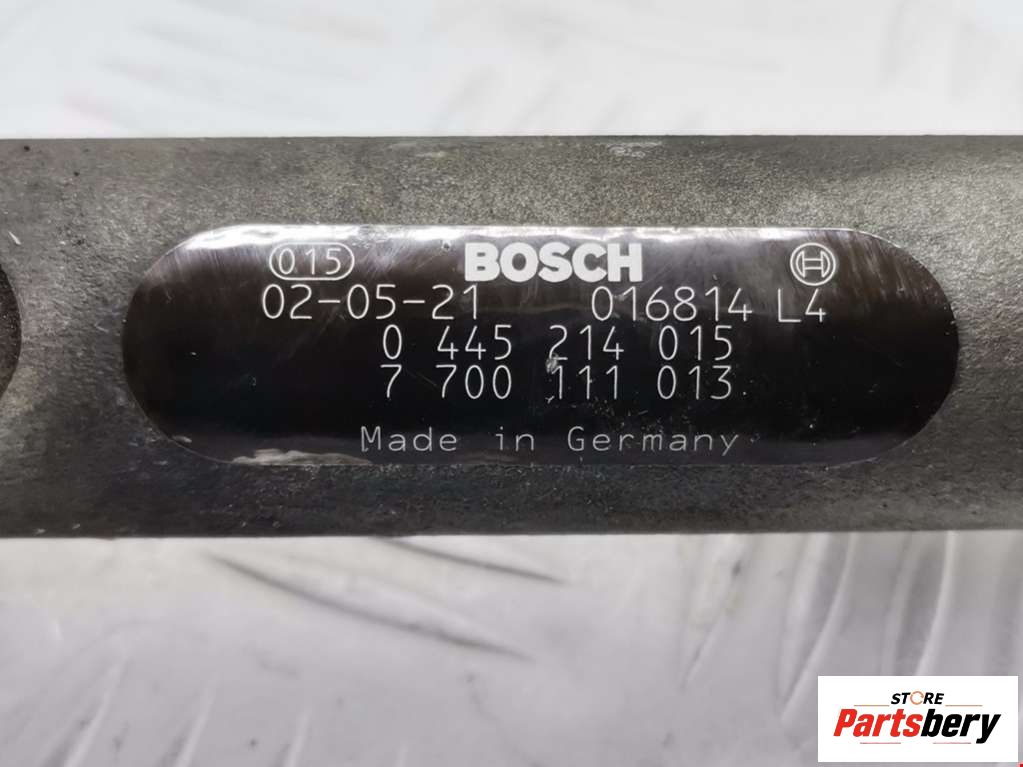 015 BOSCH
02-05-21 016814 L4
0 445 214 015
7 700 111 013
Made in Germany
STORE
Partsbery